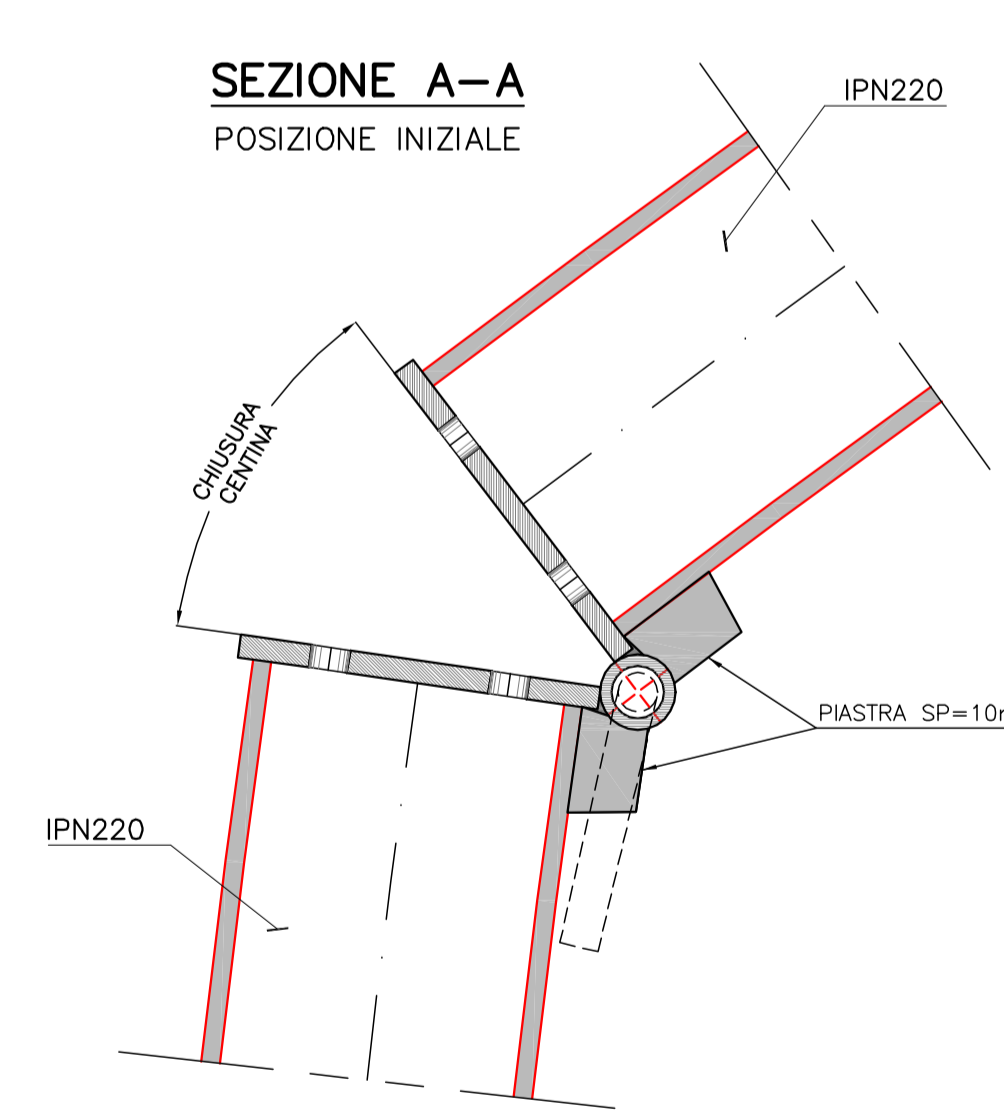 SEZIONE A-A
POSIZIONE INIZIALE
IPN220
CHIUSURA
CENTINA
PIASTRA SP=10
IPN220